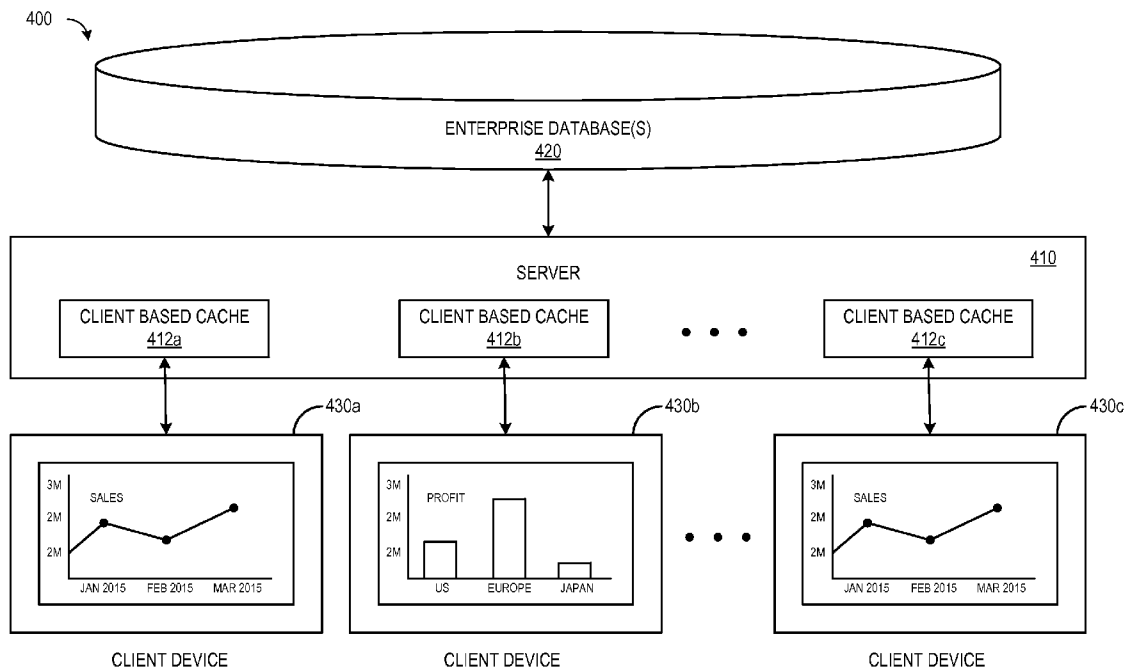 400
ENTERPRISE DATABASE(S)
420
410
SERVER
CLIENT BASED CACHE
412a
CLIENT BASED CACHE
412b
CLIENT BASED CACHE
412c
430a
430b
430c
3M
SALES
2M
2M
JAN 2015 FEB 2015 MAR 2015
3M
PROFIT
2M
2M
US EUROPE JAPAN
3M
SALES
2M
2M
JAN 2015 FEB 2015 MAR 2015
CLIENT DEVICE
CLIENT DEVICE
CLIENT DEVICE